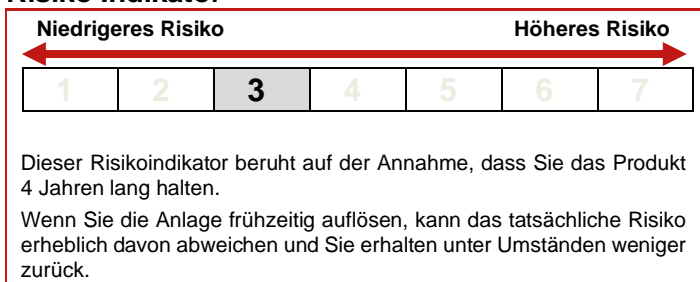 Niedrigeres Risiko Höheres Risiko
1 2 3 4 5 6 7
Dieser Risikoindikator beruht auf der Annahme, dass Sie das Produkt
4 Jahren lang halten.
Wenn Sie die Anlage frühzeitig auflösen, kann das tatsächliche Risiko
erheblich davon abweichen und Sie erhalten unter Umständen weniger
zurück.